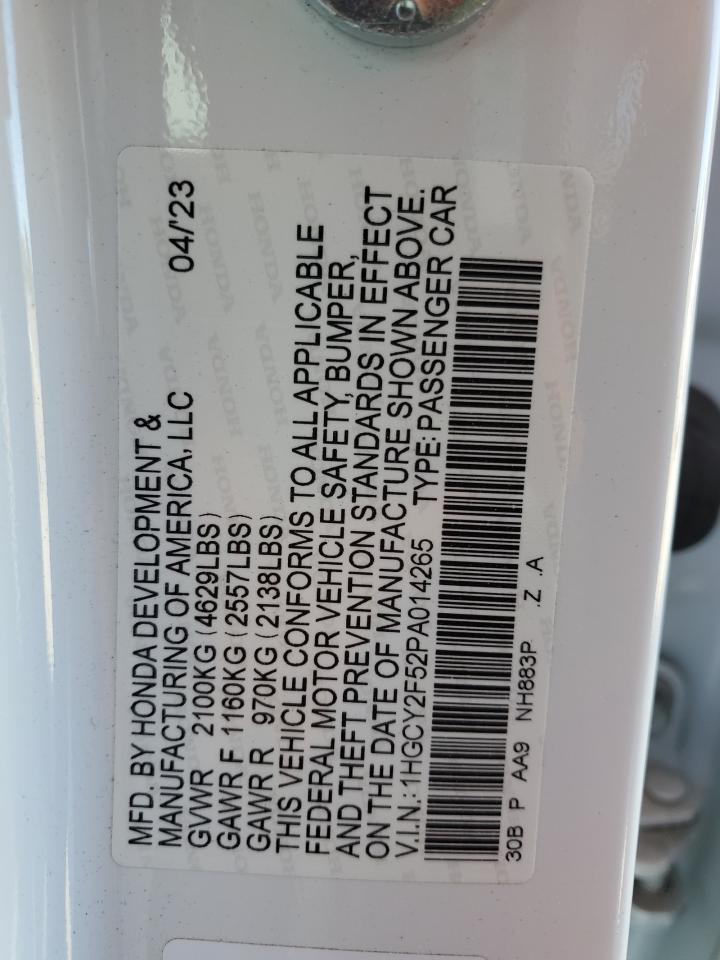 MFD. BY HONDA DEVELOPMENT &
MANUFACTURING OF AMERICA, LLC 04/'23
GVWR 2100KG (4629LBS)
GAWR F 1160KG (2557LBS)
GAWR R 970KG (2138LBS)
THIS VEHICLE CONFORMS TO ALL APPLICABLE
FEDERAL MOTOR VEHICLE SAFETY, BUMPER,
AND THEFT PREVENTION STANDARDS IN EFFECT
ON THE DATE OF MANUFACTURE SHOWN ABOVE.
V.I.N.: 1HGCY2F52PA014265 TYPE: PASSENGER CAR
30B P AA9 NH883P .Z .A